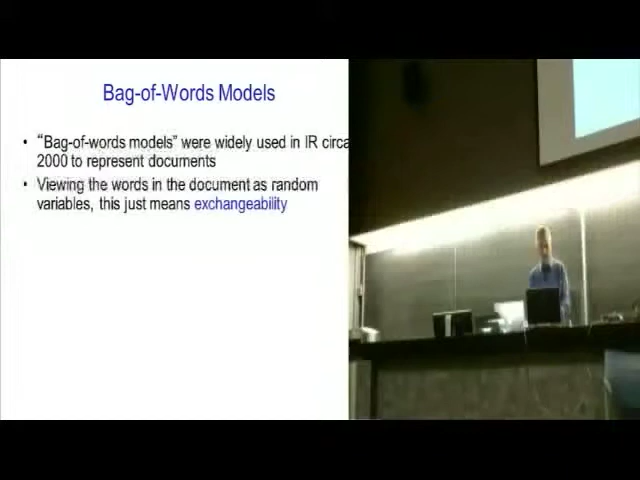 Bag-of-Words Models
• "Bag-of-words models" were widely used in IR circa
2000 to represent documents
• Viewing the words in the document as random
variables, this just means exchangeability